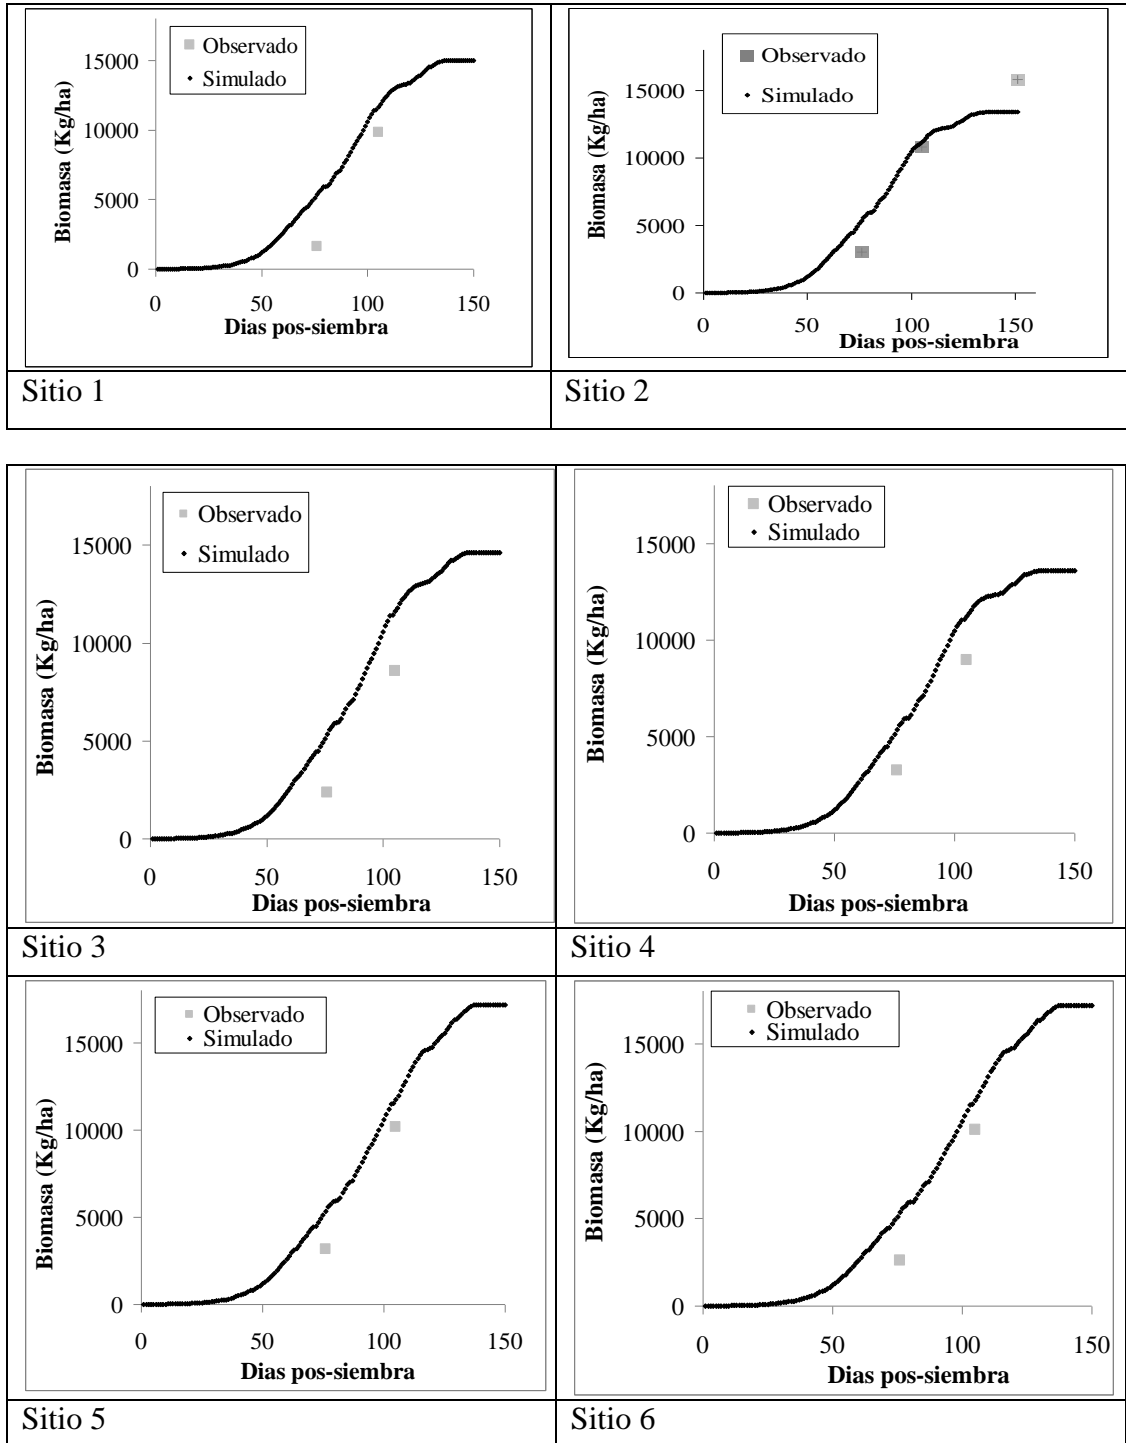 Observado
Simulado
Biomasa (Kg/ha)
15000
10000
5000
0
0 50 100 150
Dias pos-siembra
Observado
Simulado
Biomasa (Kg/ha)
15000
10000
5000
0
0 50 100 150
Dias pos-siembra
Sitio 1
Sitio 2
Observado
Simulado
Biomasa (Kg/ha)
15000
10000
5000
0
0 50 100 150
Dias pos-siembra
Observado
Simulado
Biomasa (Kg/ha)
15000
10000
5000
0
0 50 100 150
Dias pos-siembra
Sitio 3
Sitio 4
Observado
Simulado
Biomasa (Kg/ha)
15000
10000
5000
0
0 50 100 150
Dias pos-siembra
Observado
Simulado
Biomasa (Kg/ha)
15000
10000
5000
0
0 50 100 150
Dias pos-siembra
Sitio 5
Sitio 6